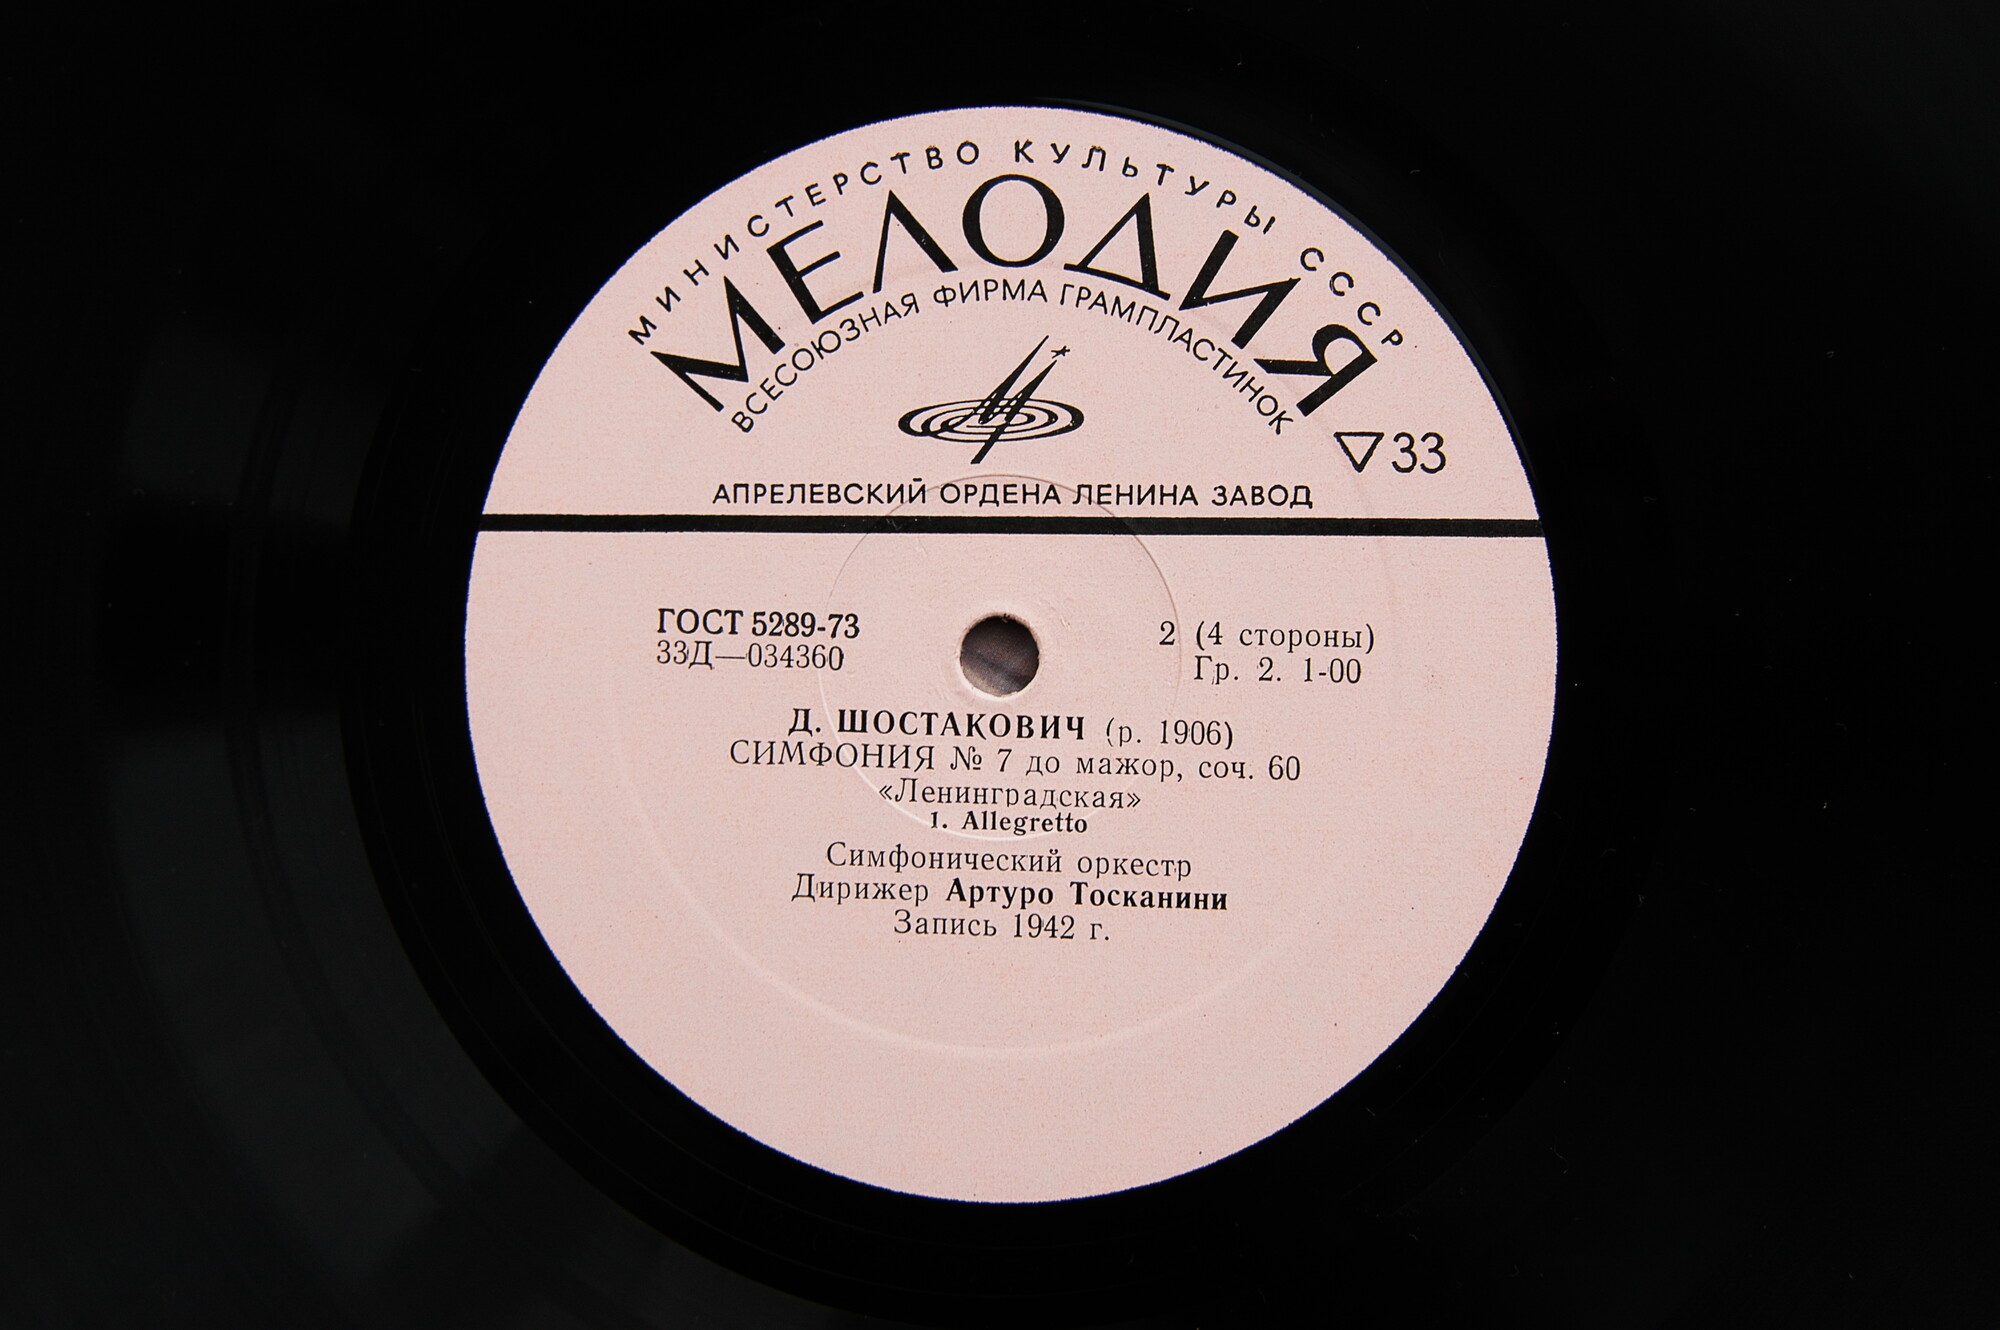 МИНИСТЕРСТВО КУЛЬТУРЫ СССР
МЕЛОДИЯ
ВСЕСОЮЗНАЯ ФИРМА ГРАМПЛАСТИНОК
▽33
АПРЕЛЕВСКИЙ ОРДЕНА ЛЕНИНА ЗАВОД
ГОСТ 5289-73
33Д—034360
2 (4 стороны)
Гр. 2. 1-00
Д. ШОСТАКОВИЧ (р. 1906)
СИМФОНИЯ № 7 до мажор, соч. 60
«Ленинградская»
1. Allegretto
Симфонический оркестр
Дирижер Артуро Тосканини
Запись 1942 г.